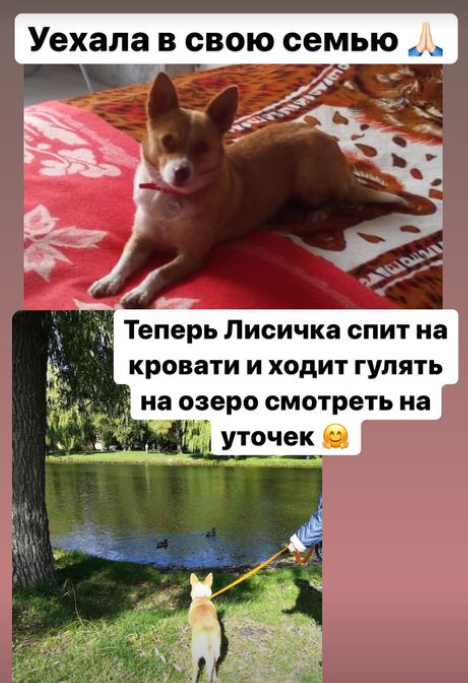 Уехала в свою семью 🙏🏻
Теперь Лисичка спит на
кровати и ходит гулять
на озеро смотреть на
уточек 🤗